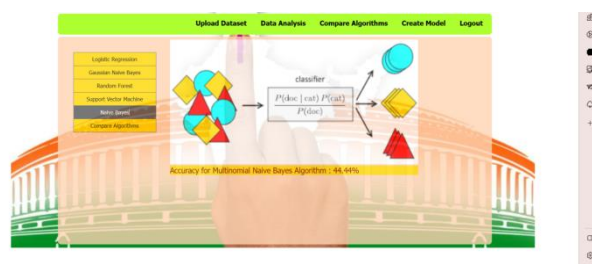 Upload Dataset Data Analysis Compare Algorithms Create Model Logout
Logistic Regression
Gaussian Naive Bayes
Random Forest
Support Vector Machine
Naive Bayes
Compare Algorithms
classifier
P(doc | cat) P(cat)
P(doc)
Accuracy for Multinomial Naive Bayes Algorithm : 44.44%